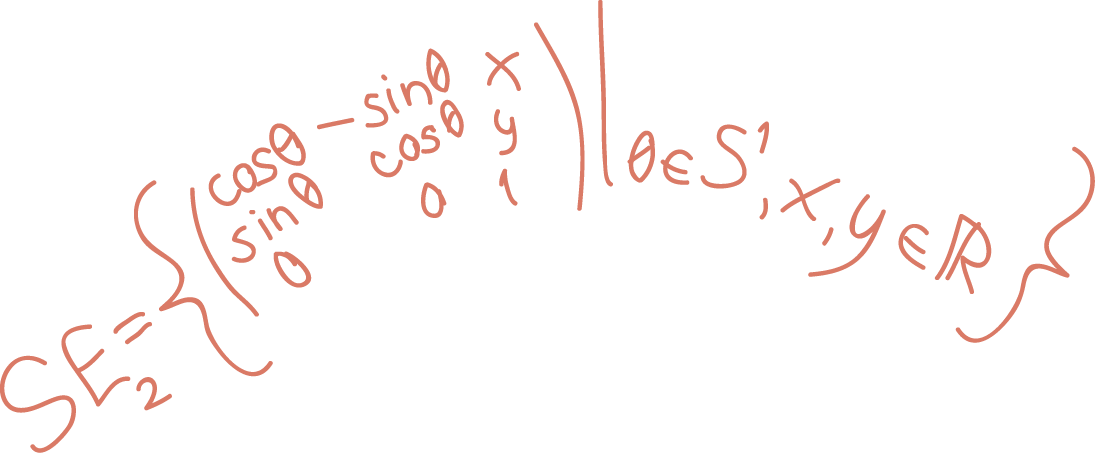 SE₂ = { ( cosθ −sinθ x
sinθ cosθ y
0 0 1 ) | θ∈S¹, x, y ∈ ℝ }